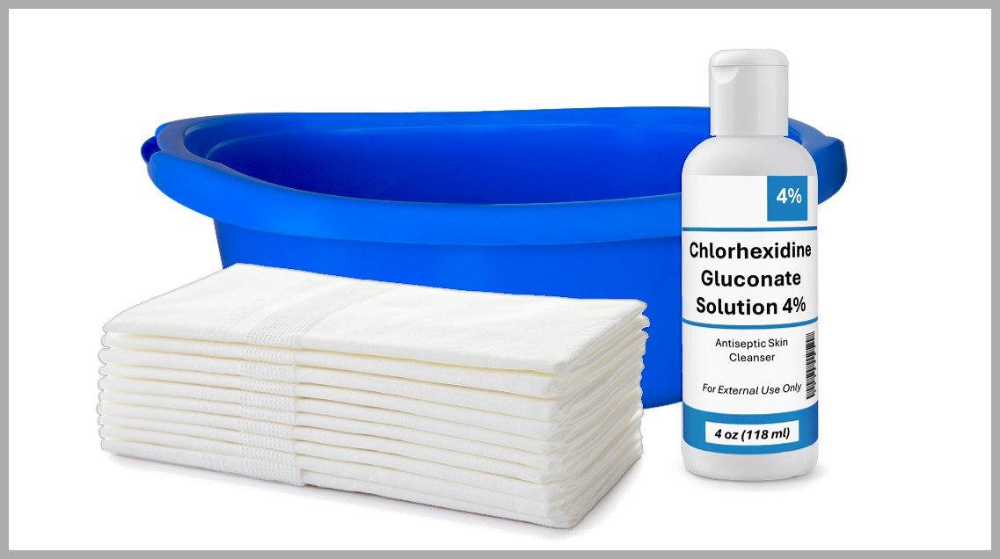 4%
Chlorhexidine
Gluconate
Solution 4%
Antiseptic Skin
Cleanser
For External Use Only
4 oz (118 ml)